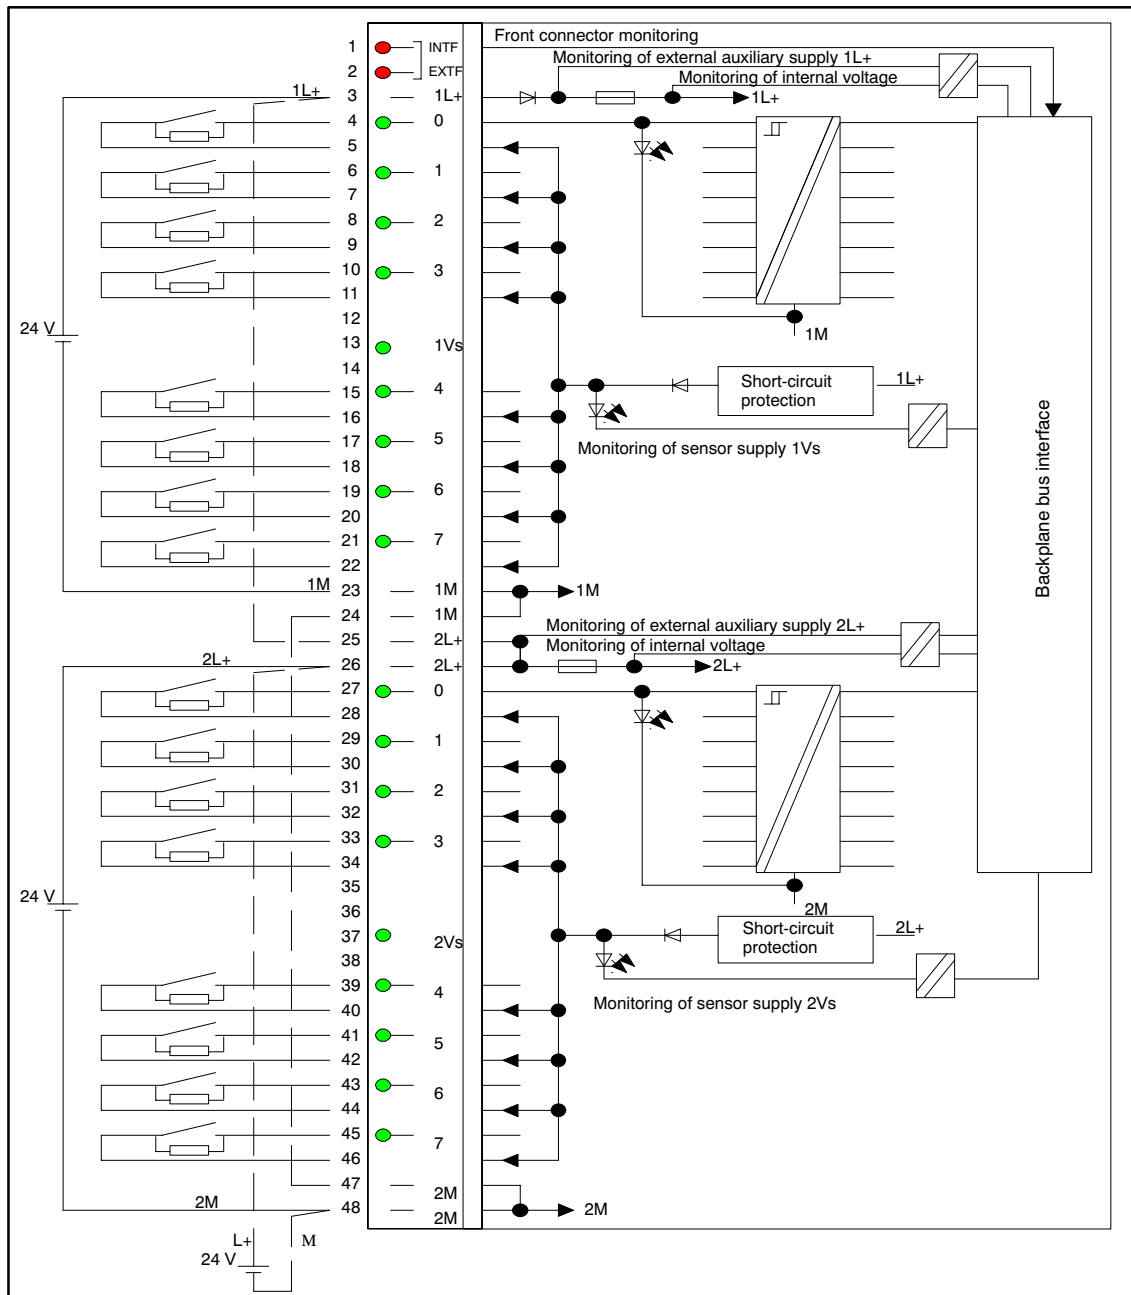 Front connector monitoring
1 INTF
Monitoring of external auxiliary supply 1L+
2 EXTF
Monitoring of internal voltage
1L+ 3 1L+ 1L+
4 0
5
6 1
7
8 2
9
10 3
11
12
24 V
13 1Vs
1M
14
15 4
Short-circuit
protection
1L+
16
17 5
Monitoring of sensor supply 1Vs
18
19 6
20
21 7
22
Backplane bus interface
1M 23 1M 1M
24 1M
Monitoring of external auxiliary supply 2L+
25 2L+
Monitoring of internal voltage
2L+ 26 2L+ 2L+
27 0
28
29 1
30
31 2
32
33 3
34
35
24 V
36
2M
37 2Vs
Short-circuit
protection
2L+
38
39 4
Monitoring of sensor supply 2Vs
40
41 5
42
43 6
44
45 7
46
47 2M
2M 48 2M 2M
L+ M
24 V